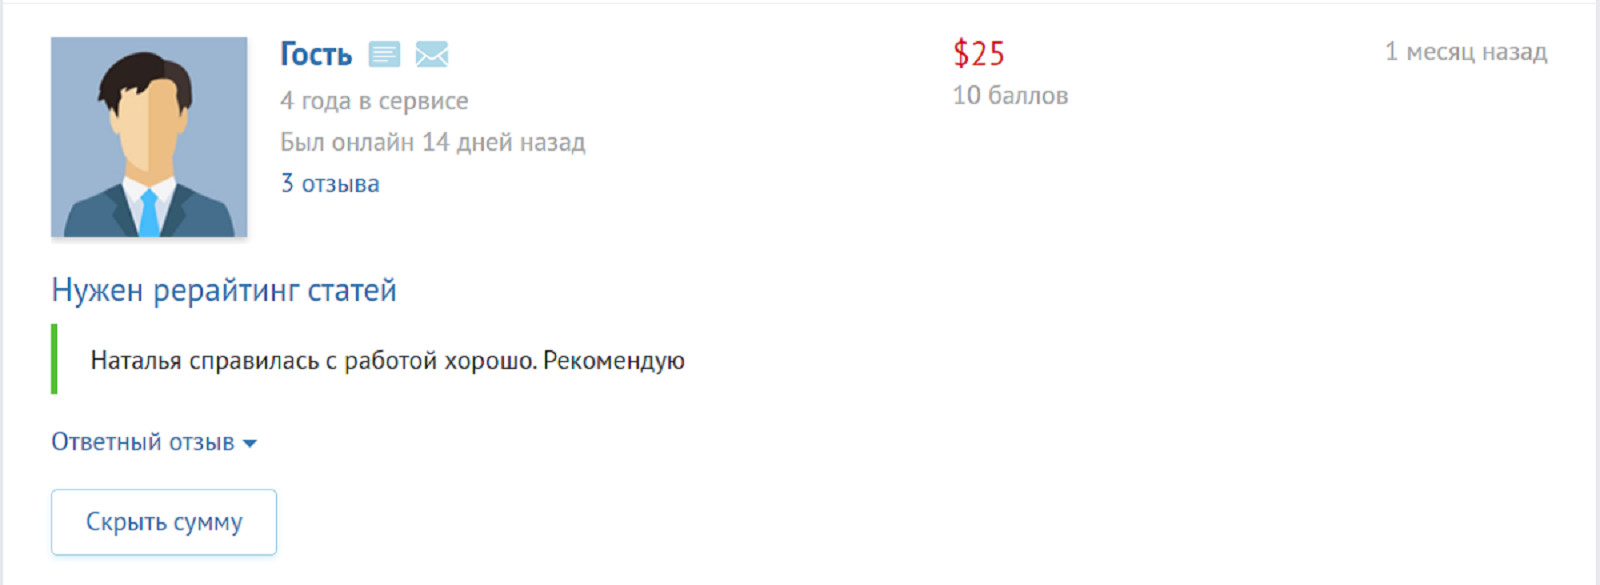 Гость
$25
1 месяц назад
4 года в сервисе
10 баллов
Был онлайн 14 дней назад
3 отзыва
Нужен рерайтинг статей
Наталья справилась с работой хорошо. Рекомендую
Ответный отзыв
Скрыть сумму